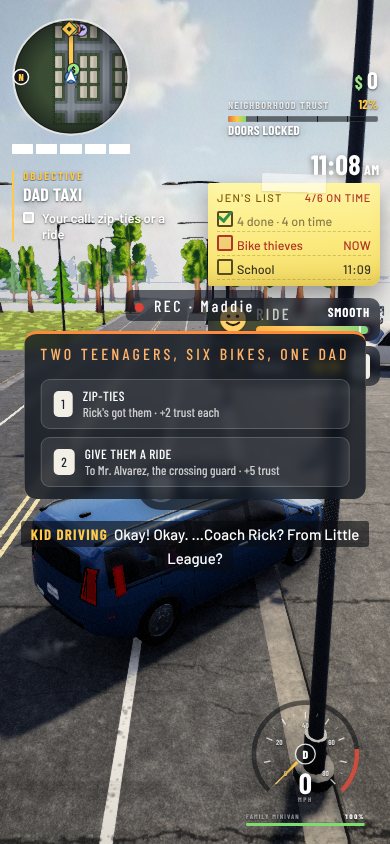 N
$ 0
NEIGHBORHOOD TRUST 12%
DOORS LOCKED
11:08 AM
OBJECTIVE
DAD TAXI
Your call: zip-ties or a
ride
JEN'S LIST 4/6 ON TIME
4 done · 4 on time
Bike thieves NOW
School 11:09
REC · Maddie
RIDE SMOOTH
TWO TEENAGERS, SIX BIKES, ONE DAD
1 ZIP-TIES
Rick's got them · +2 trust each
2 GIVE THEM A RIDE
To Mr. Alvarez, the crossing guard · +5 trust
KID DRIVING Okay! Okay. ...Coach Rick? From Little
League?
20
40
60
80
D
0
MPH
FAMILY MINIVAN 100%